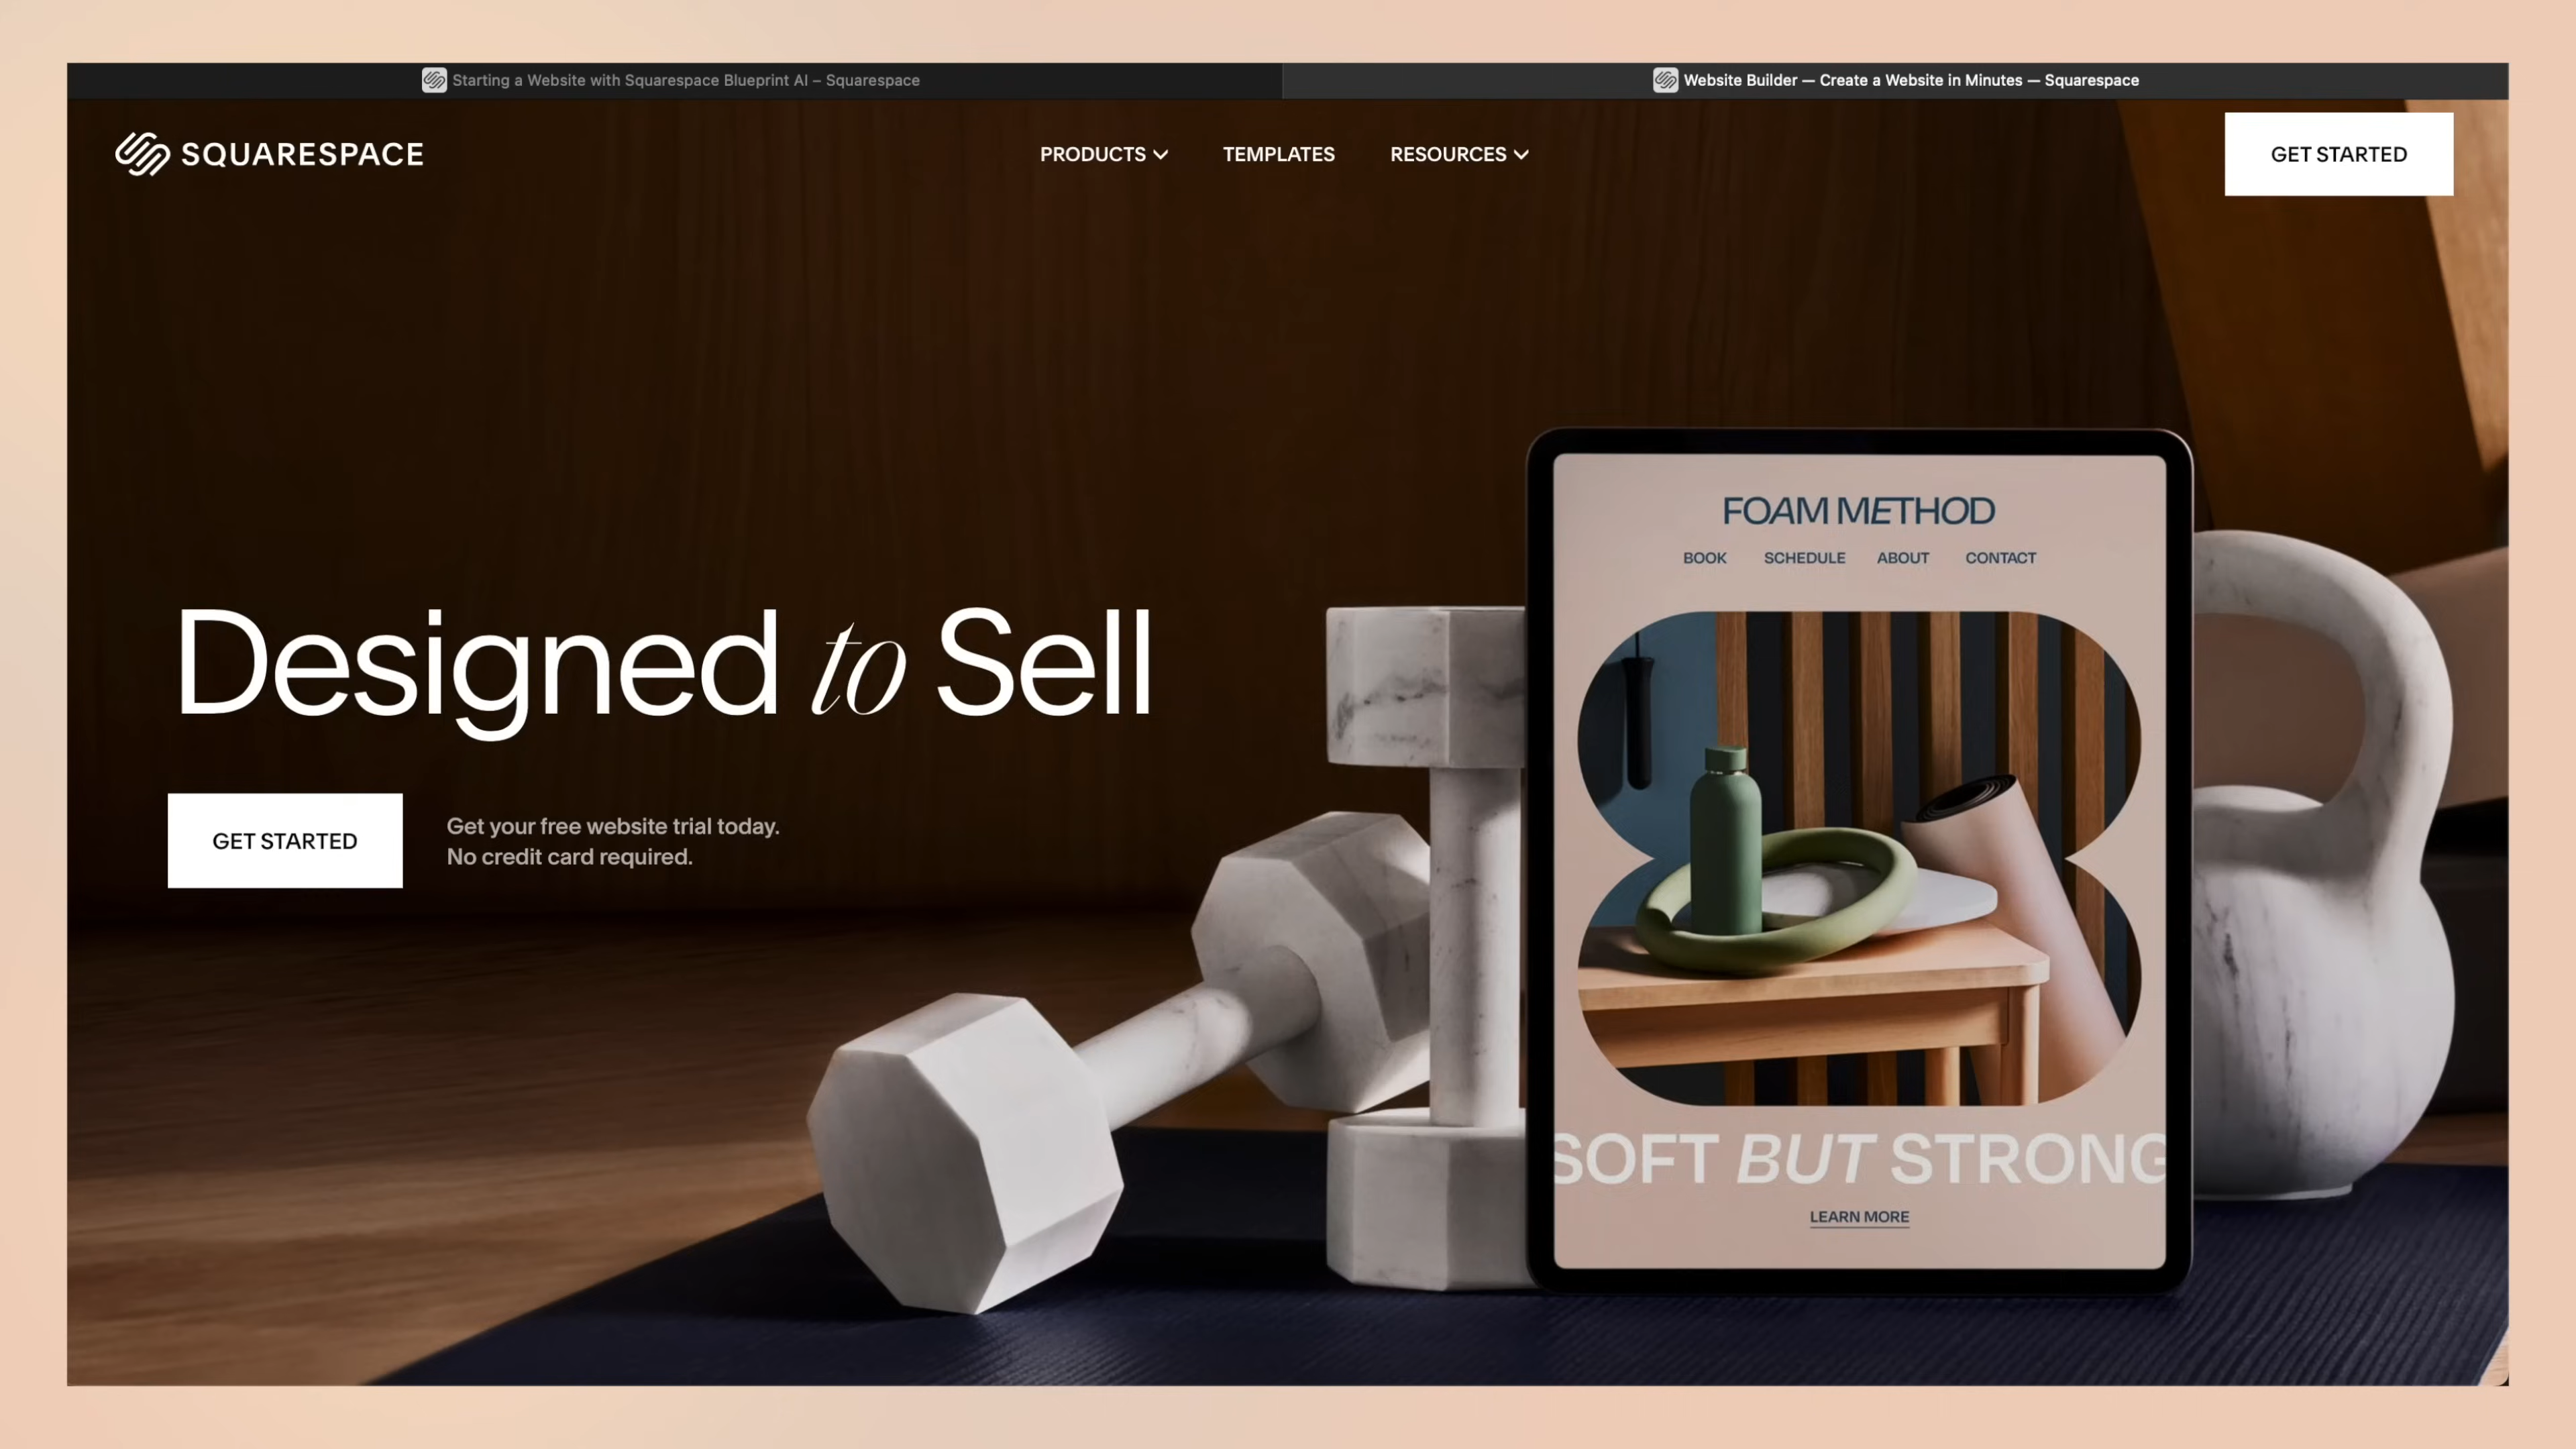 Starting a Website with Squarespace Blueprint AI – Squarespace
Website Builder — Create a Website in Minutes — Squarespace
SQUARESPACE
PRODUCTS
TEMPLATES
RESOURCES
GET STARTED
Designed to Sell
GET STARTED
Get your free website trial today.
No credit card required.
FOAM METHOD
BOOK
SCHEDULE
ABOUT
CONTACT
SOFT BUT STRONG
LEARN MORE